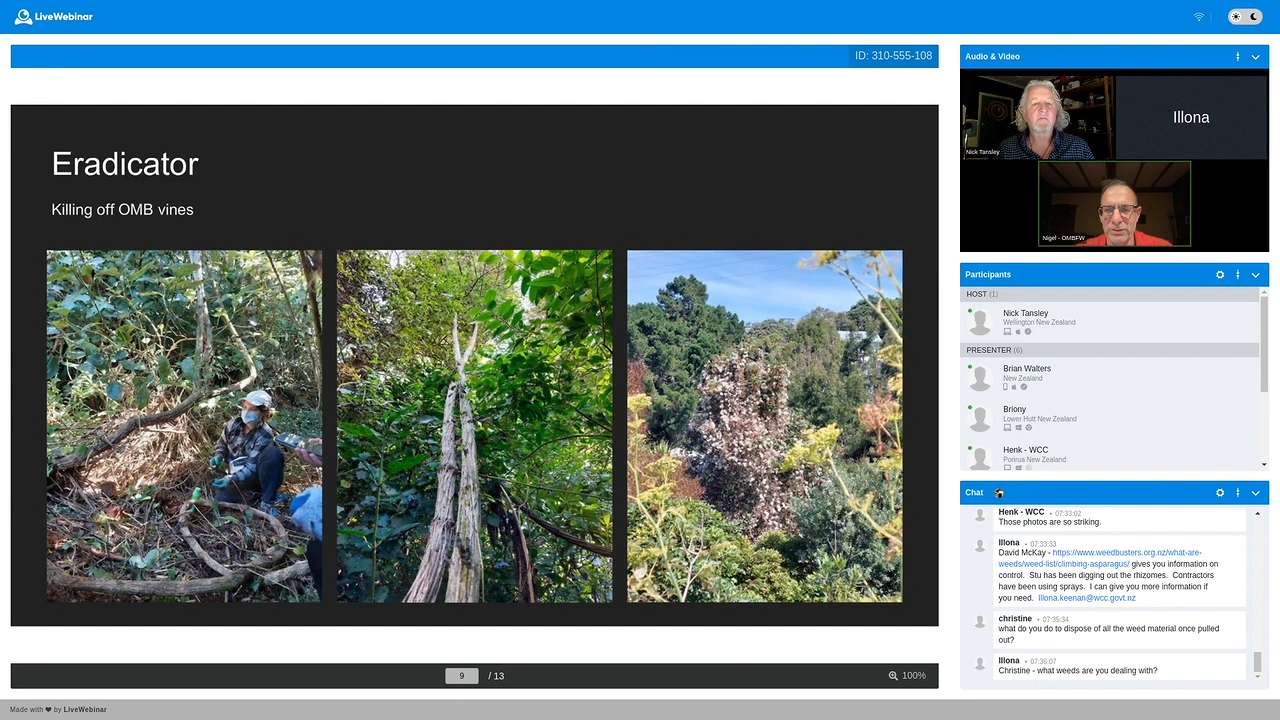 LiveWebinar
ID: 310-555-108
Eradicator
Killing off OMB vines
9 / 13
100%
Audio & Video
Nick Tansley
Illona
Nigel - OMBFW
Participants
HOST (1)
Nick Tansley
Wellington New Zealand
PRESENTER (6)
Brian Walters
New Zealand
Briony
Lower Hutt New Zealand
Henk - WCC
Porirua New Zealand
Chat
Henk - WCC • 07:33:02
Those photos are so striking.
Illona • 07:33:33
David McKay - https://www.weedbusters.org.nz/what-are-
weeds/weed-list/climbing-asparagus/ gives you information on
control. Stu has been digging out the rhizomes. Contractors
have been using sprays. I can give you more information if
you need. Illona.keenan@wcc.govt.nz
christine • 07:35:34
what do you do to dispose of all the weed material once pulled
out?
Illona • 07:36:07
Christine - what weeds are you dealing with?
Made with ❤ by LiveWebinar